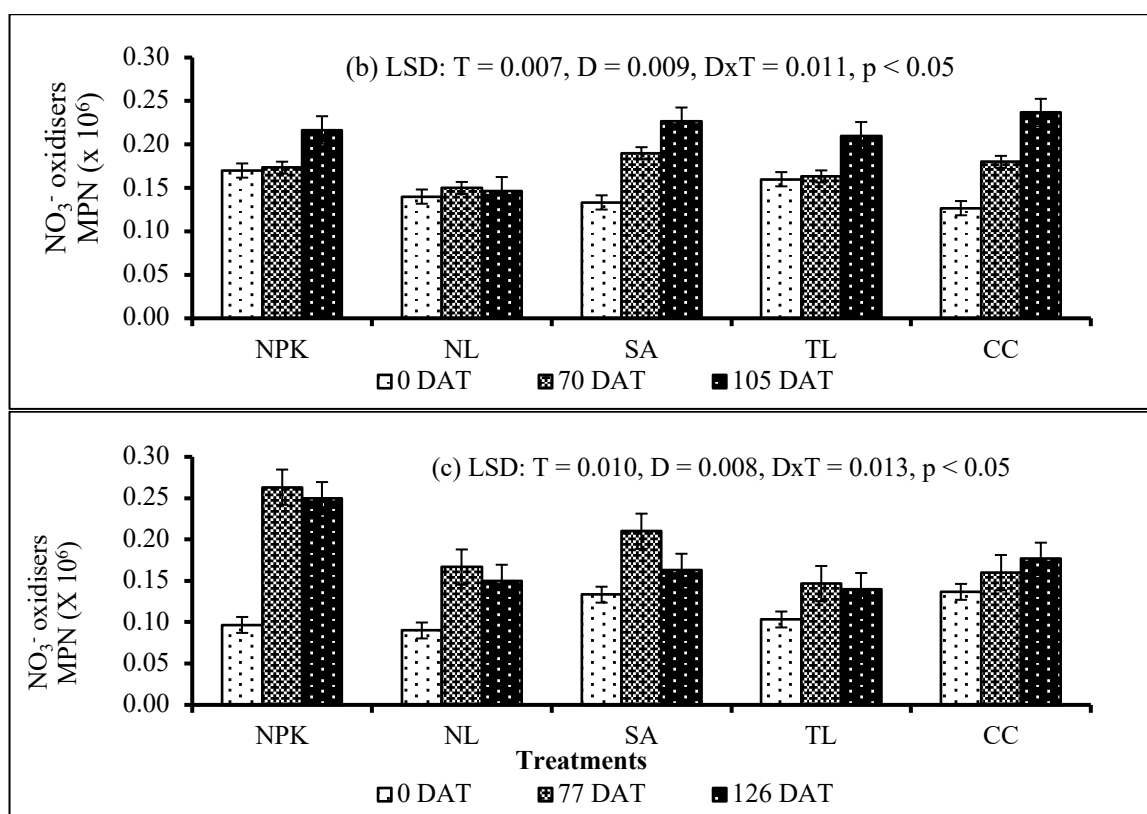 (b) LSD: T = 0.007, D = 0.009, DxT = 0.011, p < 0.05
NO₃⁻ oxidisers
MPN (x 10⁶)
0.30
0.25
0.20
0.15
0.10
0.05
0.00
NPK NL SA TL CC
0 DAT 70 DAT 105 DAT
(c) LSD: T = 0.010, D = 0.008, DxT = 0.013, p < 0.05
NO₃⁻ oxidisers
MPN (X 10⁶)
0.30
0.25
0.20
0.15
0.10
0.05
0.00
NPK NL SA TL CC
Treatments
0 DAT 77 DAT 126 DAT